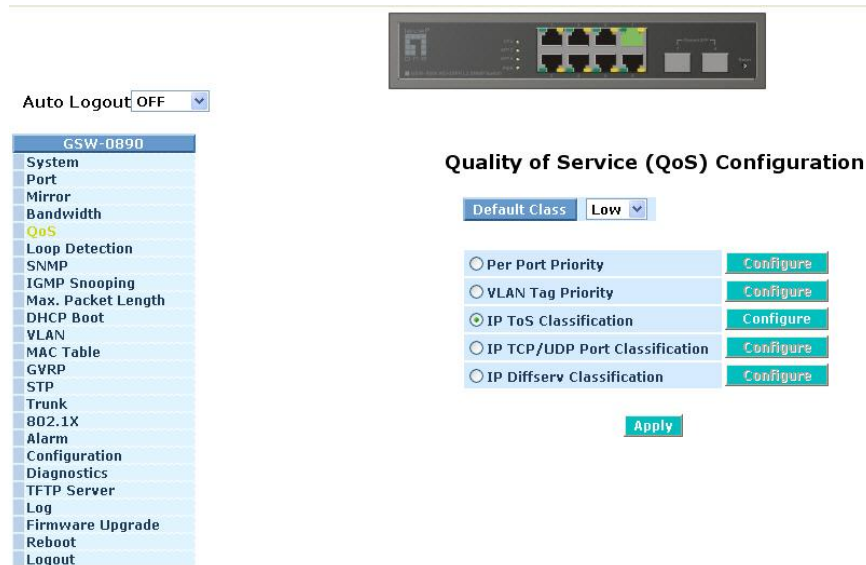 Auto Logout OFF
GSW-0890
System
Port
Mirror
Bandwidth
QoS
Loop Detection
SNMP
IGMP Snooping
Max. Packet Length
DHCP Boot
VLAN
MAC Table
GVRP
STP
Trunk
802.1X
Alarm
Configuration
Diagnostics
TFTP Server
Log
Firmware Upgrade
Reboot
Logout
Quality of Service (QoS) Configuration
Default Class Low
Per Port Priority Configure
VLAN Tag Priority Configure
IP ToS Classification Configure
IP TCP/UDP Port Classification Configure
IP Diffserv Classification Configure
Apply